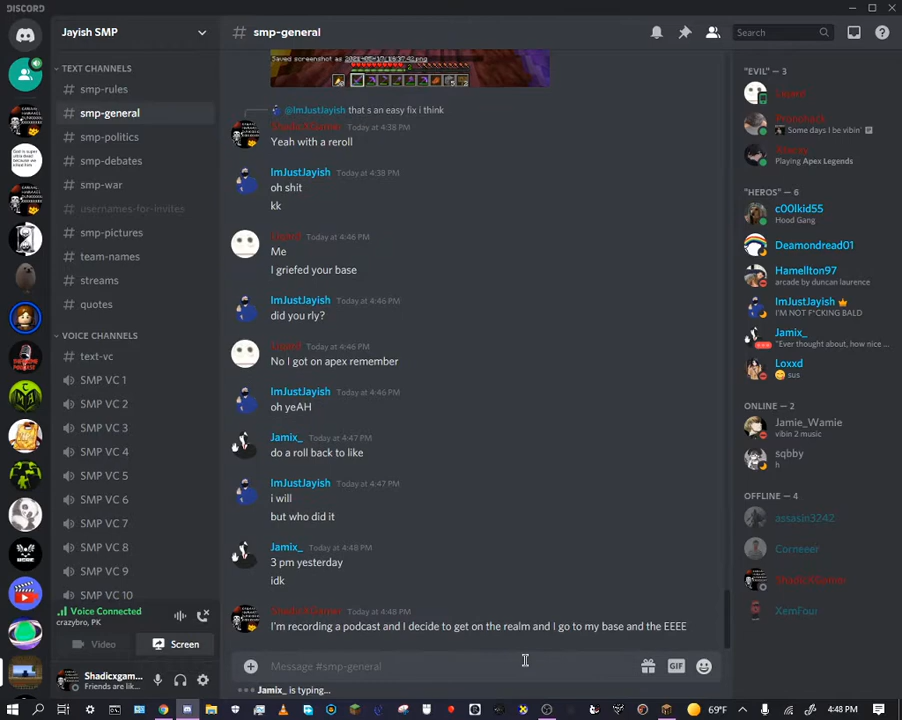 DISCORD
Jayish SMP
smp-general
Search
TEXT CHANNELS
smp-rules
smp-general
smp-politics
smp-debates
smp-war
usernames-for-invitee
smp-pictures
team-names
streams
quotes
VOICE CHANNELS
text-vc
SMP VC 1
SMP VC 2
SMP VC 3
SMP VC 4
SMP VC 5
SMP VC 6
SMP VC 7
SMP VC 8
SMP VC 9
SMP VC 10
Voice Connected
crazybro, PK
Video
Screen
Shadicxgam...
Friends are lik...
Saved screenshot as
@ImJustJayish that s an easy fix i think
Today at 4:38 PM
Yeah with a reroll
ImJustJayish Today at 4:38 PM
oh shit
kk
Today at 4:46 PM
Me
I griefed your base
ImJustJayish Today at 4:46 PM
did you rly?
Today at 4:46 PM
No I got on apex remember
ImJustJayish Today at 4:46 PM
oh yeAH
Jamix_ Today at 4:47 PM
do a roll back to like
ImJustJayish Today at 4:47 PM
i will
but who did it
Jamix_ Today at 4:48 PM
3 pm yesterday
idk
Today at 4:48 PM
I'm recording a podcast and I decide to get on the realm and I go to my base and the EEEE
Message #smp-general
GIF
Jamix_ is typing...
"EVIL" — 3
Some days I be vibin'
Playing Apex Legends
"HEROS" — 6
c00lkid55
Hood Gang
Deamondread01
Hamellton97
arcade by duncan laurence
ImJustJayish
I'M NOT F*CKING BALD
Jamix_
"Ever thought about, how nice ...
Loxxd
sus
ONLINE — 2
Jamie_Wamie
vibin 2 music
sqbby
h
OFFLINE — 4
assasin3242
Corneeer
XemFour
69°F
4:48 PM